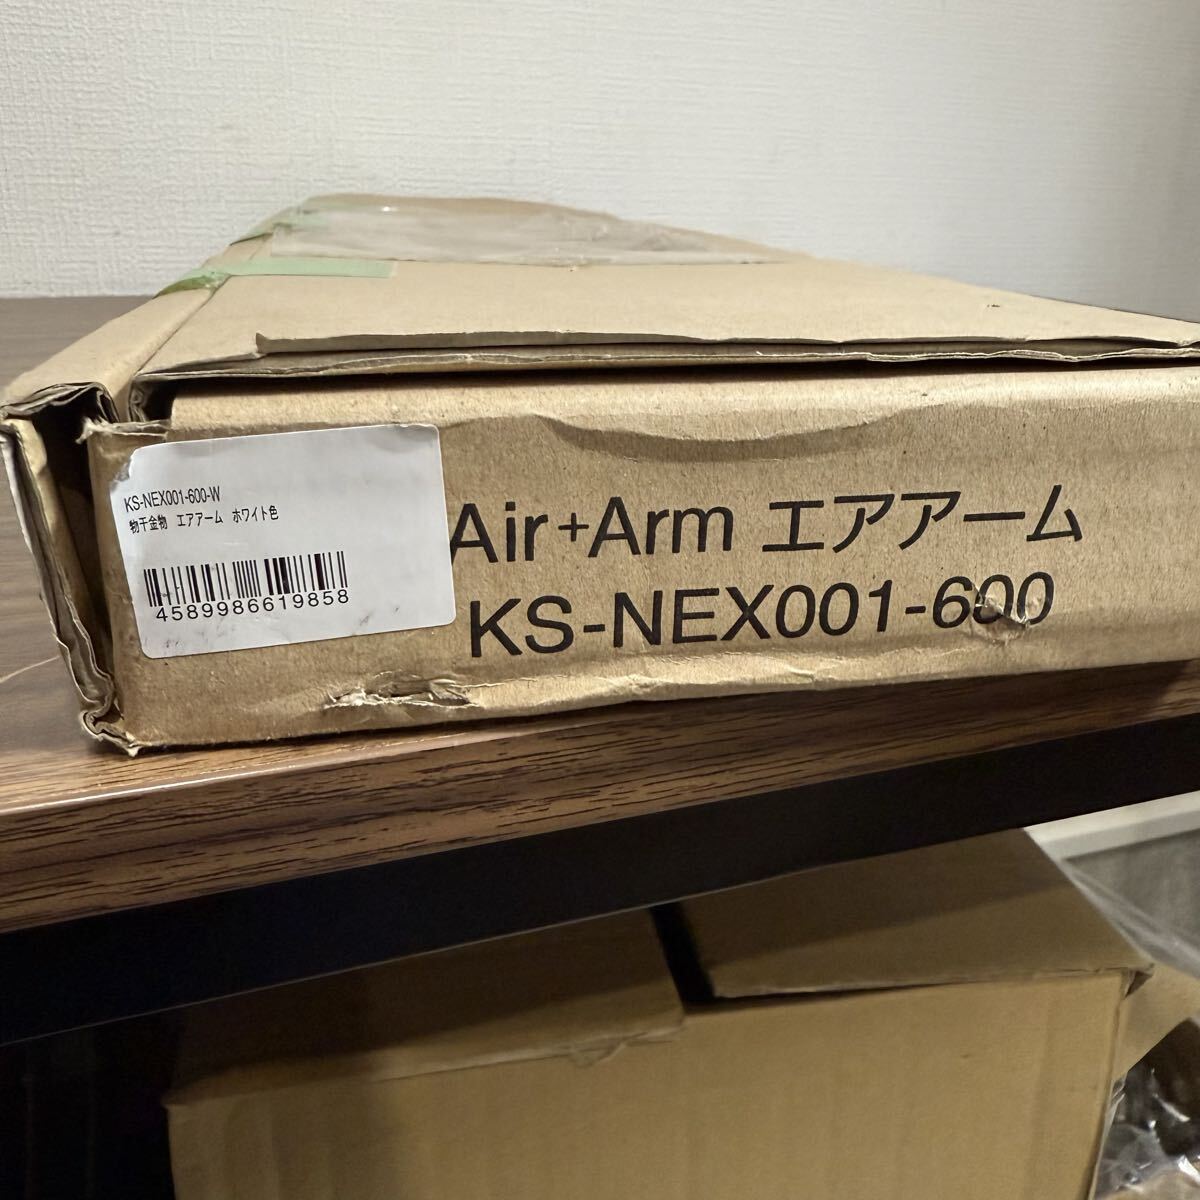 KS-NEX001-600-W
物干金物 エアアーム ホワイト色
4589986619858
Air+Arm エアアーム
KS-NEX001-600